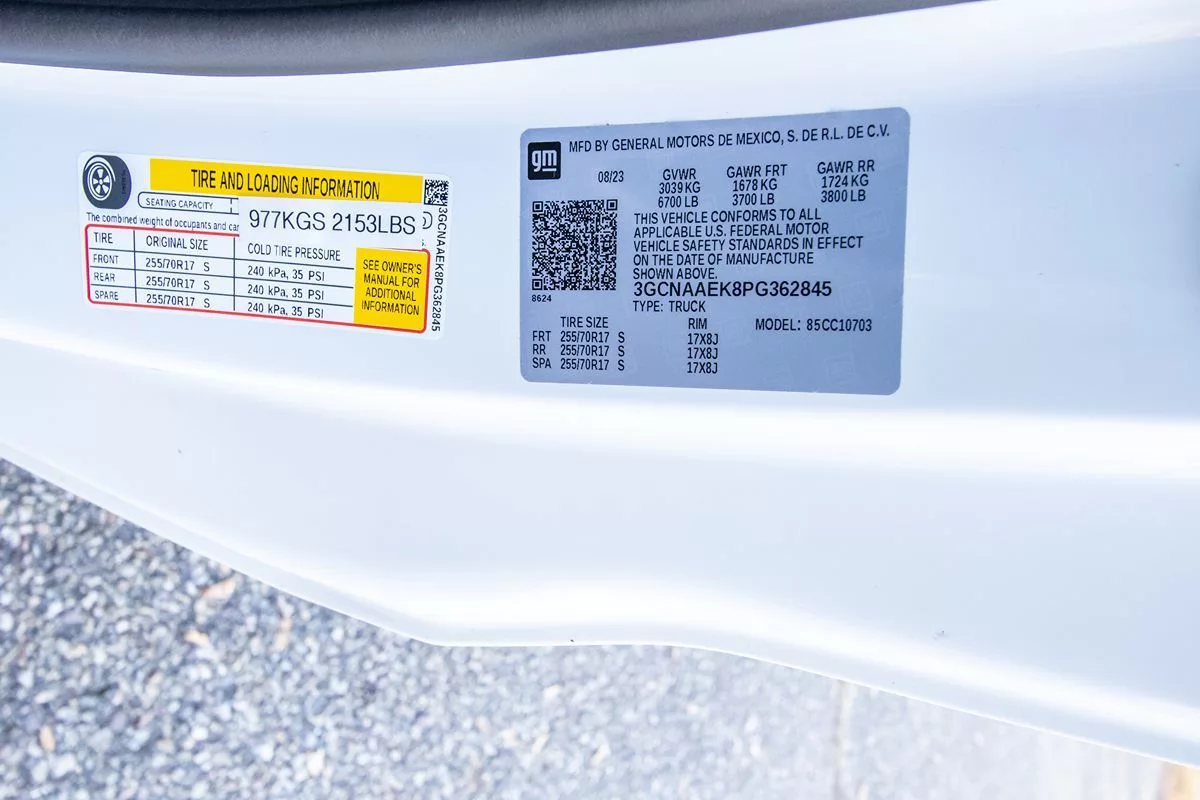 TIRE AND LOADING INFORMATION
SEATING CAPACITY
The combined weight of occupants and
977KGS 2153LBS
TIRE ORIGINAL SIZE COLD TIRE PRESSURE
FRONT 255/70R17 S 240 kPa, 35 PSI
REAR 255/70R17 S 240 kPa, 35 PSI
SPARE 255/70R17 S 240 kPa, 35 PSI
SEE OWNER'S
MANUAL FOR
ADDITIONAL
INFORMATION
3GCNAAEK8PG362845
gm
MFD BY GENERAL MOTORS DE MEXICO, S. DE R.L. DE C.V.
08/23 GVWR GAWR FRT GAWR RR
3039 KG 1678 KG 1724 KG
6700 LB 3700 LB 3800 LB
THIS VEHICLE CONFORMS TO ALL
APPLICABLE U.S. FEDERAL MOTOR
VEHICLE SAFETY STANDARDS IN EFFECT
ON THE DATE OF MANUFACTURE
SHOWN ABOVE.
8624
3GCNAAEK8PG362845
TYPE: TRUCK
TIRE SIZE RIM MODEL: 85CC10703
FRT 255/70R17 S 17X8J
RR 255/70R17 S 17X8J
SPA 255/70R17 S 17X8J